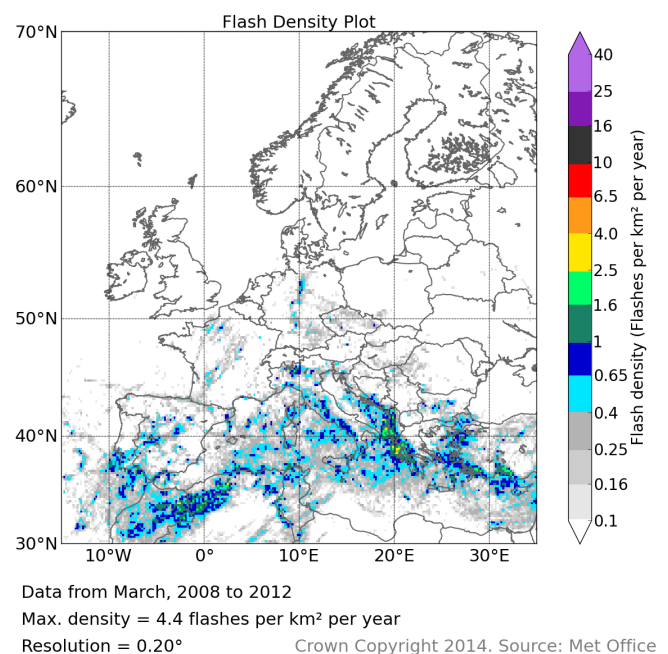 Flash Density Plot
70°N
60°N
50°N
40°N
30°N
10°W 0° 10°E 20°E 30°E
40
25
16
10
6.5
4.0
2.5
1.6
1
0.65
0.4
0.25
0.16
0.1
Flash density (Flashes per km² per year)
Data from March, 2008 to 2012
Max. density = 4.4 flashes per km² per year
Resolution = 0.20°
Crown Copyright 2014. Source: Met Office